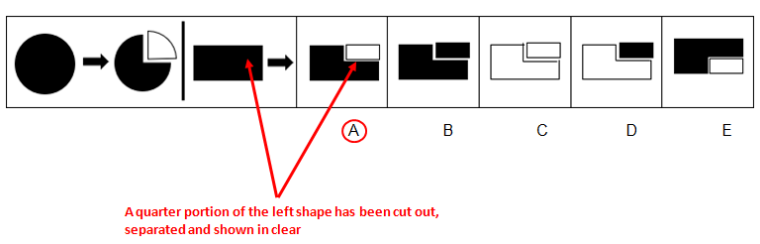 A B C D E
A quarter portion of the left shape has been cut out,
separated and shown in clear